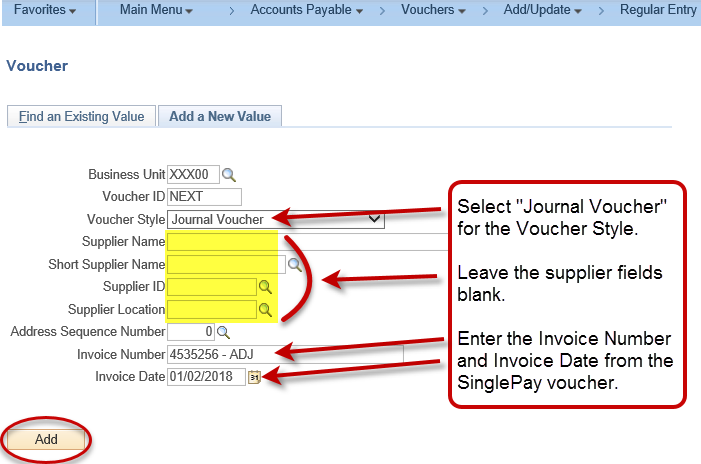 Favorites Main Menu > Accounts Payable > Vouchers > Add/Update > Regular Entry
Voucher
Find an Existing Value Add a New Value
Business Unit XXX00
Voucher ID NEXT
Voucher Style Journal Voucher
Supplier Name
Short Supplier Name
Supplier ID
Supplier Location
Address Sequence Number 0
Invoice Number 4535256 - ADJ
Invoice Date 01/02/2018 31
Add
Select "Journal Voucher"
for the Voucher Style.
Leave the supplier fields
blank.
Enter the Invoice Number
and Invoice Date from the
SinglePay voucher.